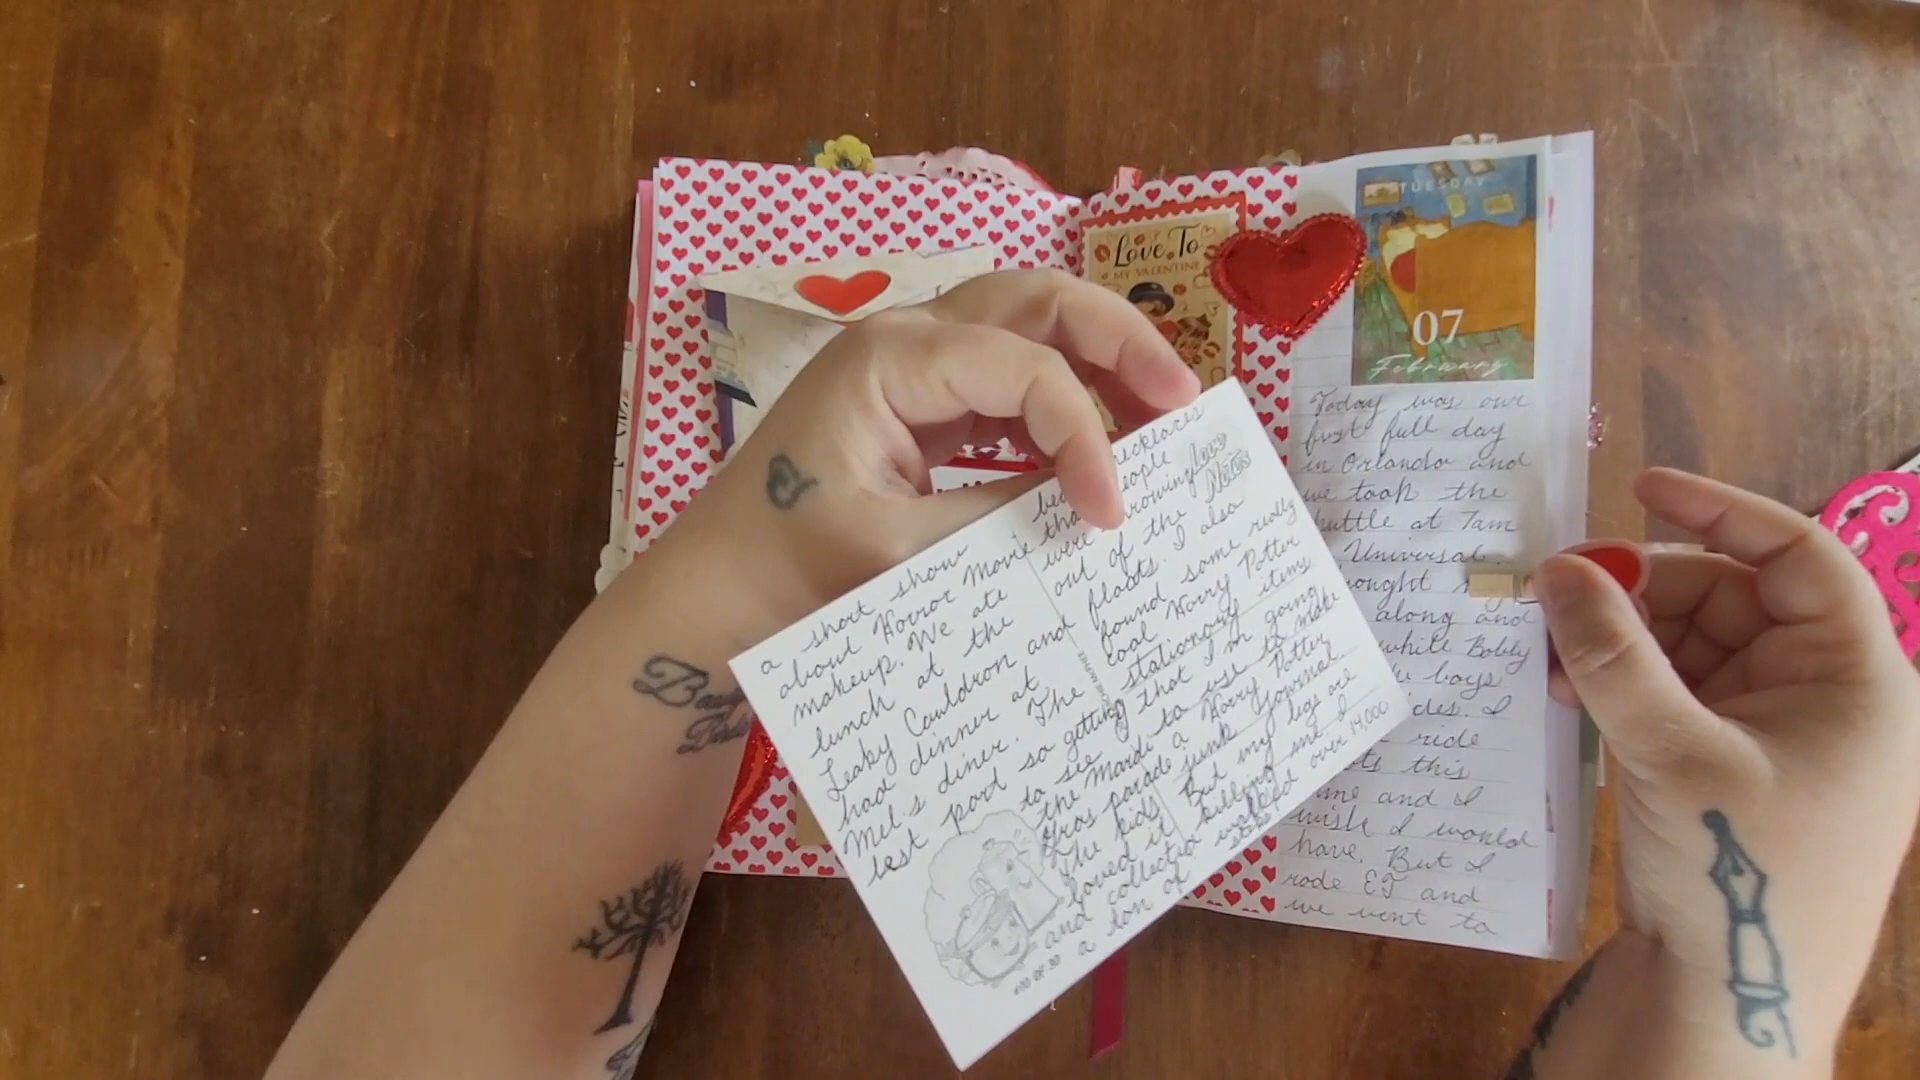 Love To
MY VALENTINE
TUESDAY
07
February
Today was our
first full day
in Orlando and
we took the
shuttle at 7am
Universal.
along and
white Bobby
boys
ides. I
ride
this
and I
wish I would
have. But I
rode ET and
we went to
a short show
about Horror Movie
makeup. We ate
lunch at the
Leaky Cauldron and
had dinner at
Mel's diner. The
best part so getting
to see
the Mardi
Gras parade
The kids
loved it
and collected
a ton of
necklaces
that people
were throwing
out of the
floats. I also
found some really
cool Harry Potter
stationary items
that I'm going
to use to make
a Harry Potter
junk journal.
But my legs are
killing me. I
walked over 14,000
steps
Love
Notes
#20 OF 30